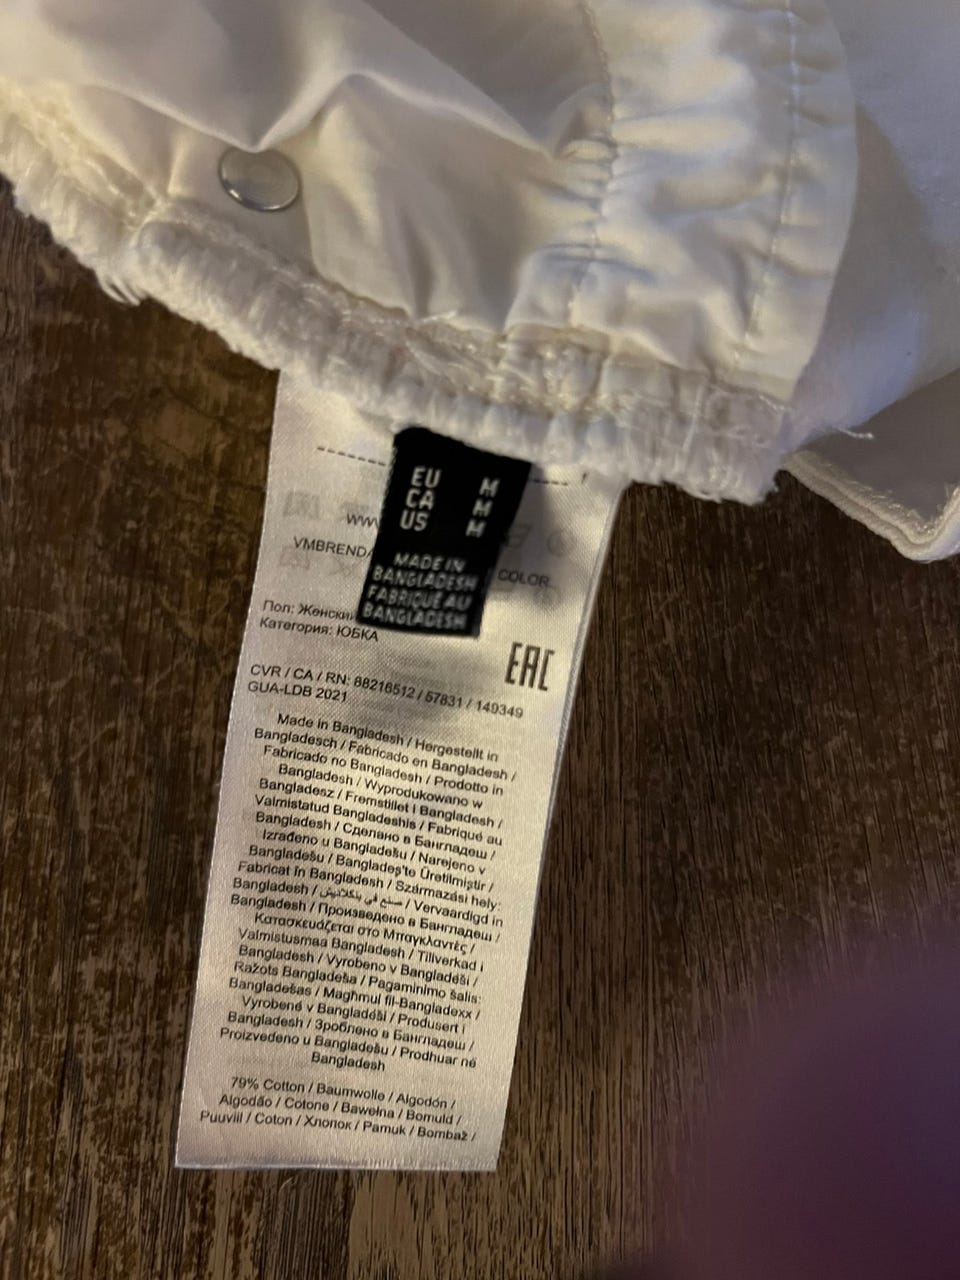 EU M
CA M
US M
MADE IN
BANGLADESH
FABRIQUÉ AU
BANGLADESH
WWW
VMBRENDA COLOR
Пол: Женский
Категория: ЮБКА
EAC
CVR / CA / RN: 88216512 / 57831 / 149349
GUA-LDB 2021
Made in Bangladesh / Hergestellt in
Bangladesch / Fabricado en Bangladesh /
Fabricado no Bangladesh / Prodotto in
Bangladesh / Wyprodukowano w
Bangladesz / Fremstillet i Bangladesh /
Valmistatud Bangladeshis / Fabriqué au
Bangladesh / Сделано в Бангладеш /
Izrađeno u Bangladešu / Narejeno v
Bangladešu / Bangladeş'te Üretilmiştir /
Fabricat în Bangladesh / Származási hely:
Bangladesh / صنع في بنكلاديش / Vervaardigd in
Bangladesh / Произведено в Бангладеш /
Κατασκευάζεται στο Μπαγκλαντές /
Valmistusmaa Bangladesh / Tillverkad i
Bangladesh / Vyrobeno v Bangladéši /
Ražots Bangladeša / Pagaminimo šalis:
Bangladešas / Magħmul fil-Bangladexx /
Vyrobené v Bangladéši / Produsert i
Bangladesh / Зроблено в Бангладеш /
Proizvedeno u Bangladešu / Prodhuar në
Bangladesh
79% Cotton / Baumwolle / Algodón /
Algodão / Cotone / Bawełna / Bomuld /
Puuvill / Coton / Хлопок / Pamuk / Bombaž /